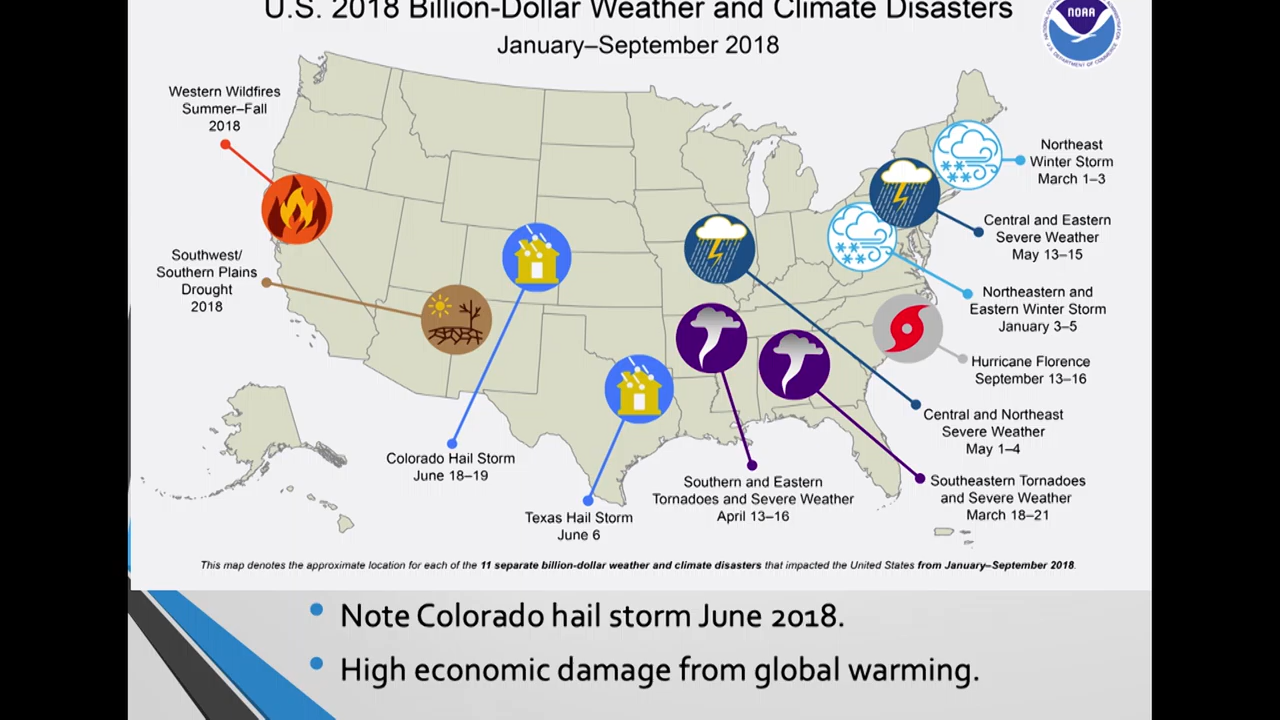 U.S. 2018 Billion-Dollar Weather and Climate Disasters
January–September 2018
NOAA
Western Wildfires
Summer–Fall
2018
Northeast
Winter Storm
March 1–3
Central and Eastern
Severe Weather
May 13–15
Southwest/
Southern Plains
Drought
2018
Northeastern and
Eastern Winter Storm
January 3–5
Hurricane Florence
September 13–16
Central and Northeast
Severe Weather
May 1–4
Colorado Hail Storm
June 18–19
Southern and Eastern
Tornadoes and Severe Weather
April 13–16
Southeastern Tornadoes
and Severe Weather
March 18–21
Texas Hail Storm
June 6
This map denotes the approximate location for each of the 11 separate billion-dollar weather and climate disasters that impacted the United States from January–September 2018.
• Note Colorado hail storm June 2018.
• High economic damage from global warming.